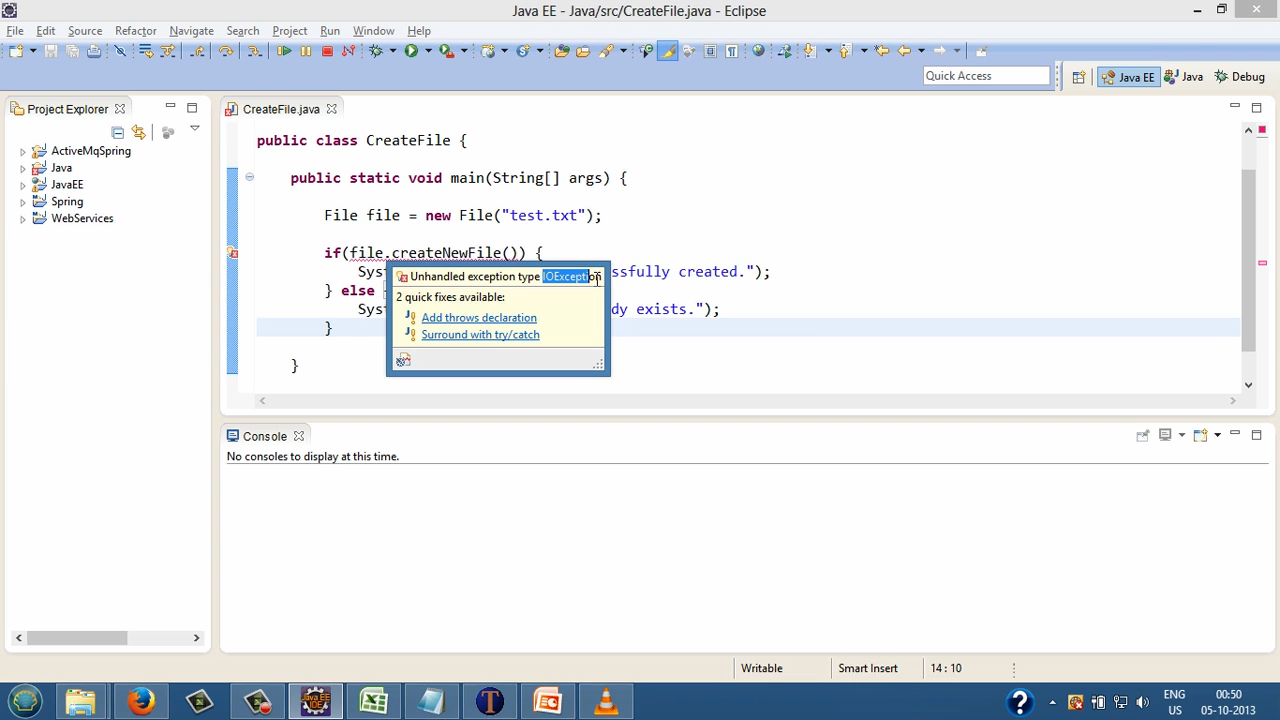 Java EE - Java/src/CreateFile.java - Eclipse
File Edit Source Refactor Navigate Search Project Run Window Help
Quick Access
Java EE
Java
Debug
Project Explorer
ActiveMqSpring
Java
JavaEE
Spring
WebServices
CreateFile.java
public class CreateFile {
public static void main(String[] args) {
File file = new File("test.txt");
if(file.createNewFile()) {
Sys ssfully created.");
} else
Sys dy exists.");
}
}
Unhandled exception type IOException
2 quick fixes available:
Add throws declaration
Surround with try/catch
Console
No consoles to display at this time.
Writable
Smart Insert
14 : 10
Java EE
IDE
T
?
ENG
US
00:50
05-10-2013